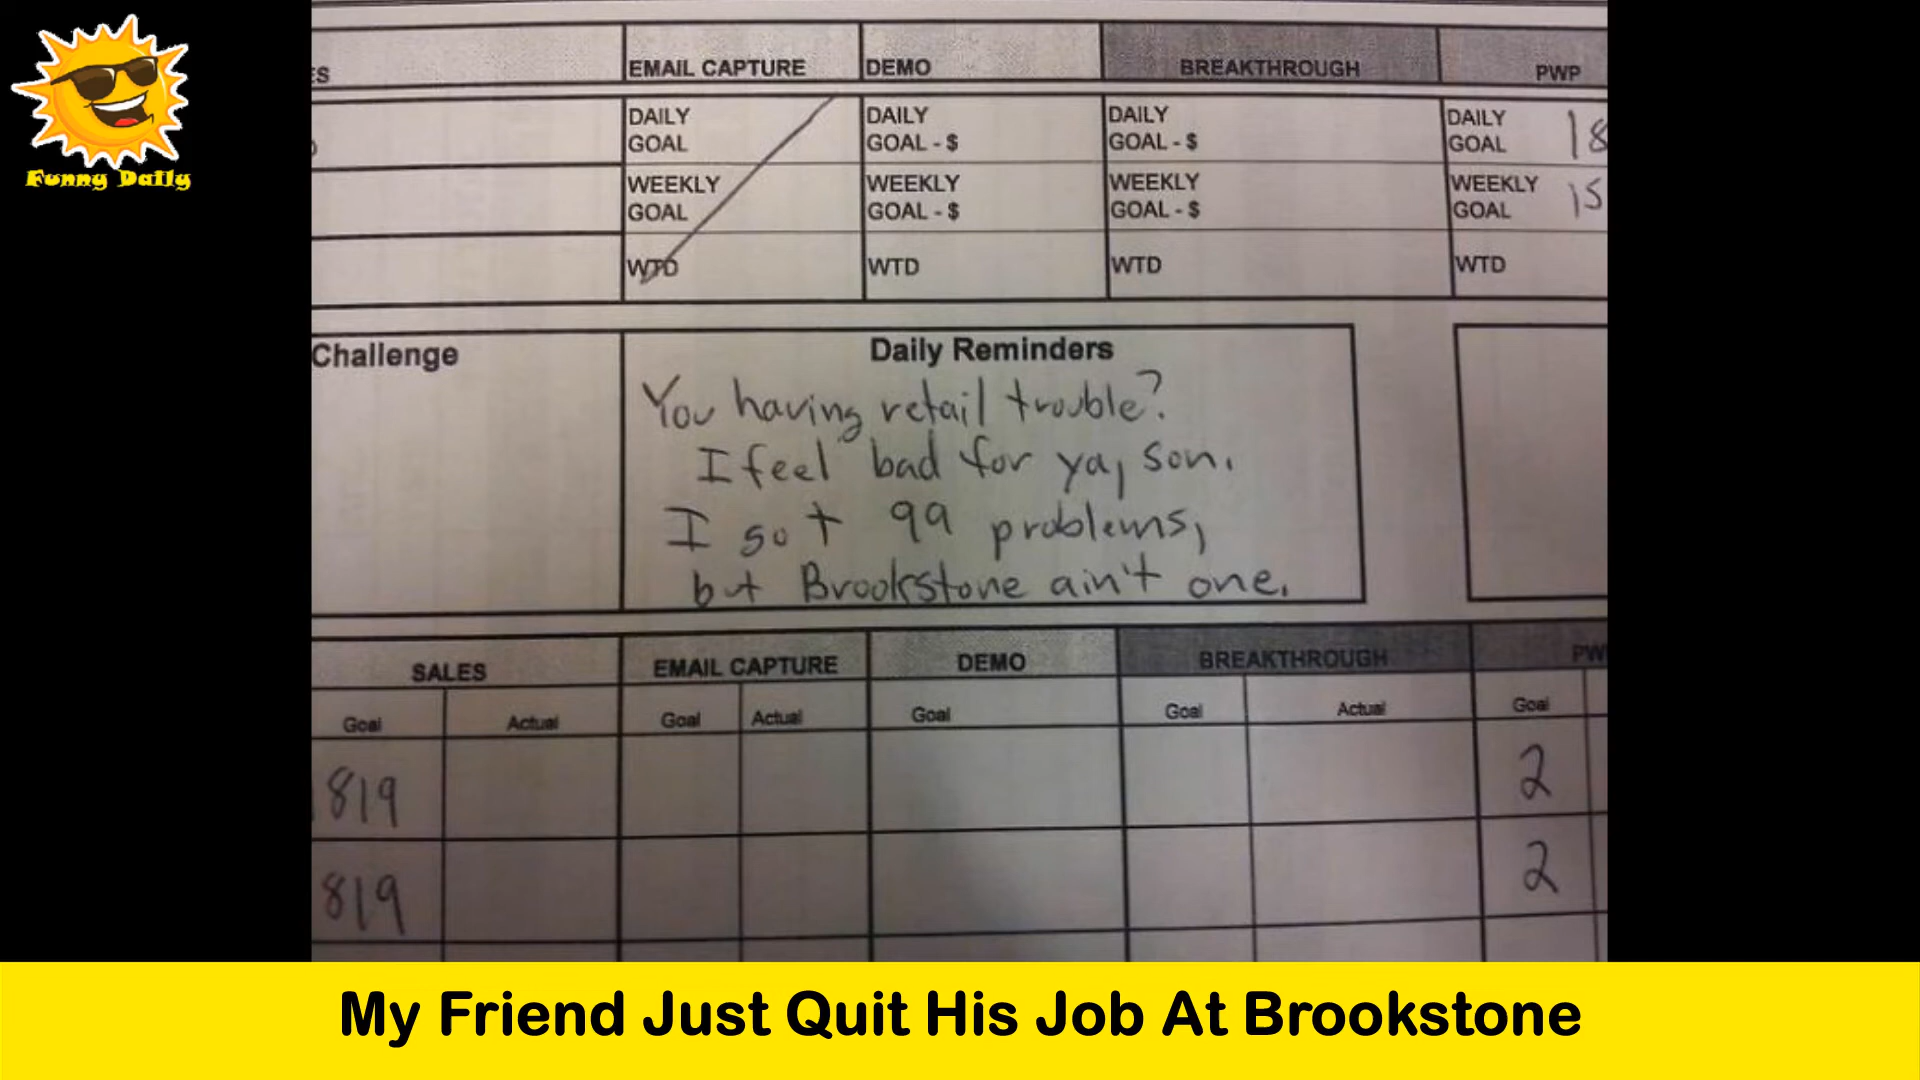 Funny Daily
EMAIL CAPTURE DEMO BREAKTHROUGH PWP
DAILY GOAL DAILY GOAL - $ DAILY GOAL - $ DAILY GOAL 18
WEEKLY GOAL WEEKLY GOAL - $ WEEKLY GOAL - $ WEEKLY GOAL 15
WTD WTD WTD WTD
Challenge
Daily Reminders
You having retail trouble?
I feel bad for ya, son.
I got 99 problems,
but Brookstone ain't one.
SALES EMAIL CAPTURE DEMO BREAKTHROUGH PW
Goal Actual Goal Actual Goal Goal Actual Goal
819 2
819 2
My Friend Just Quit His Job At Brookstone